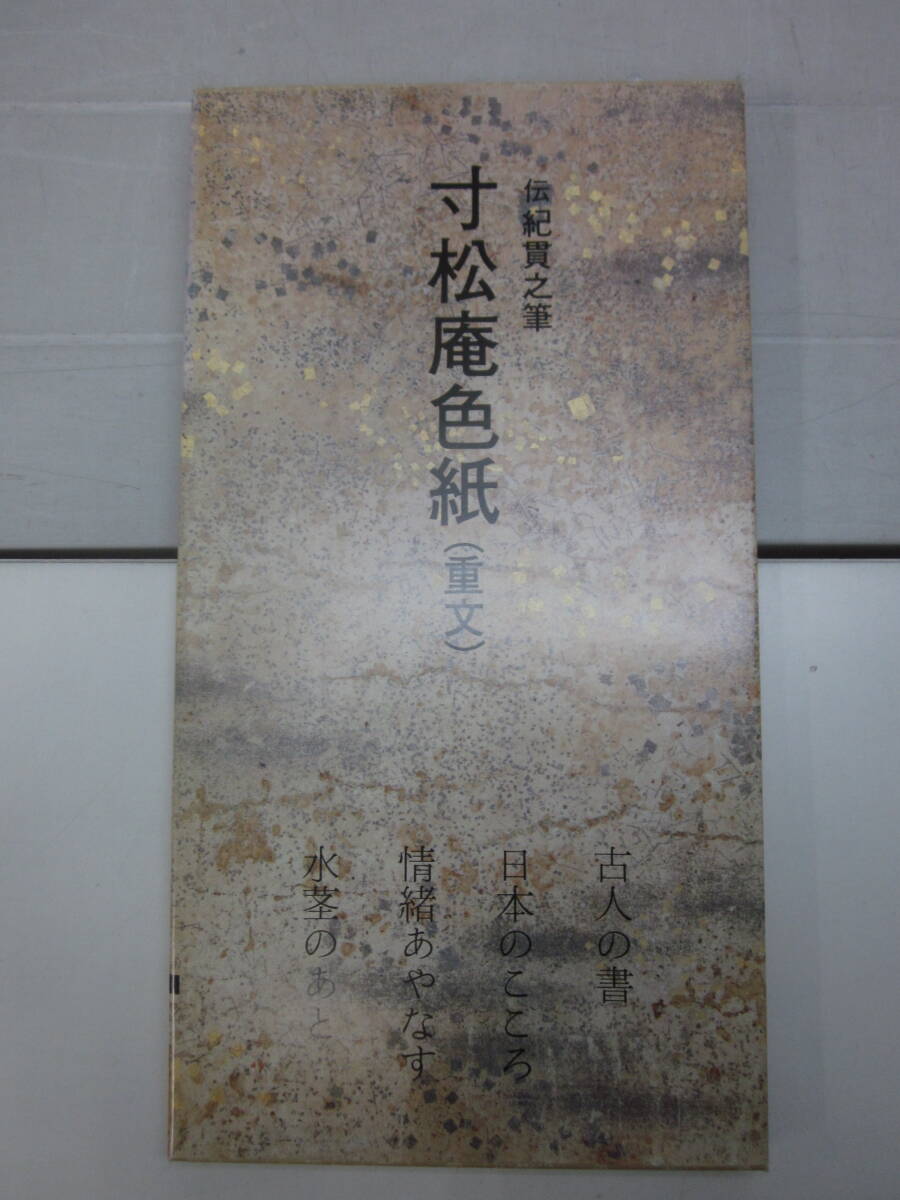 伝紀貫之筆
寸松庵色紙(重文)
古人の書
日本のこころ
情緒あやなす
水茎のあと